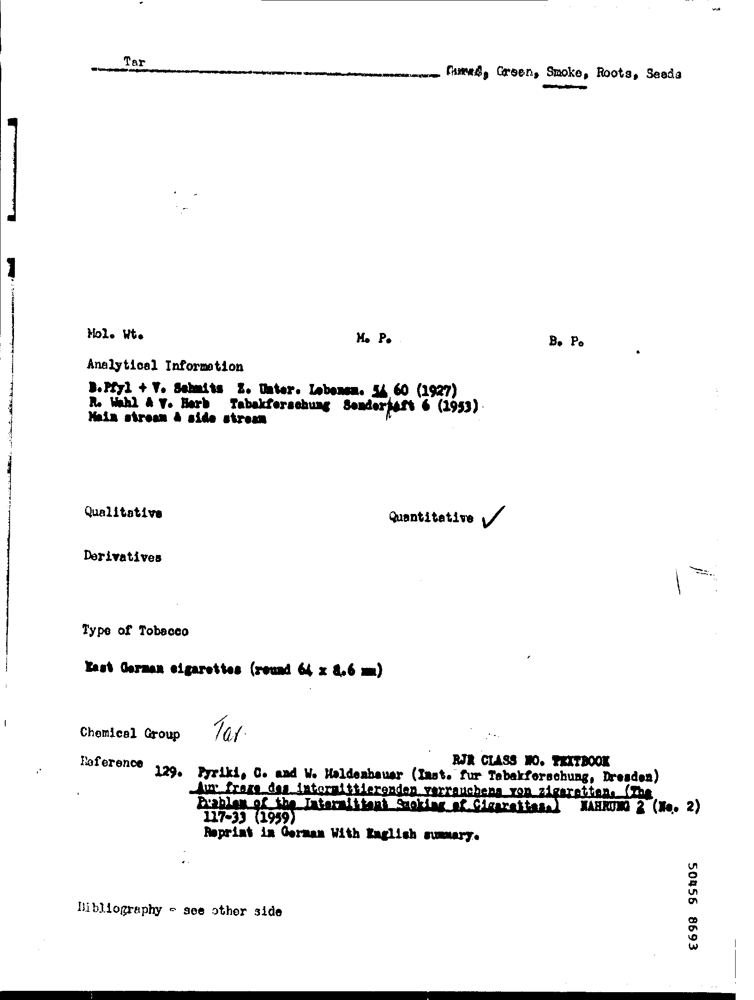 Tar
Cured, Green, Smoke, Roots, Seeds
Mol. Wt. M. P. B. P.
Analytical Information
B.Pfyl + V. Schmitz Z. Unter. Lebensm. 54 60 (1927)
R. Wahl & V. Herb Tabakforschung Sonderheft 6 (1953)
Main stream & side stream
Qualitative Quantitative ✓
Derivatives
Type of Tobacco
East German cigarettes (round 64 x 8.6 mm)
Chemical Group Tar
Reference RJR CLASS NO. TEXTBOOK
129. Pyriki, C. and W. Moldenhauer (Inst. fur Tabakforschung, Dresden)
Zur frage des intermittierenden verrauchens von zigaretten. (The
Problem of the Intermittent Smoking of Cigarettes.) NAHRUNG 2 (No. 2)
117-33 (1959)
Reprint in German With English summary.
Bibliography - see other side
50456 8693